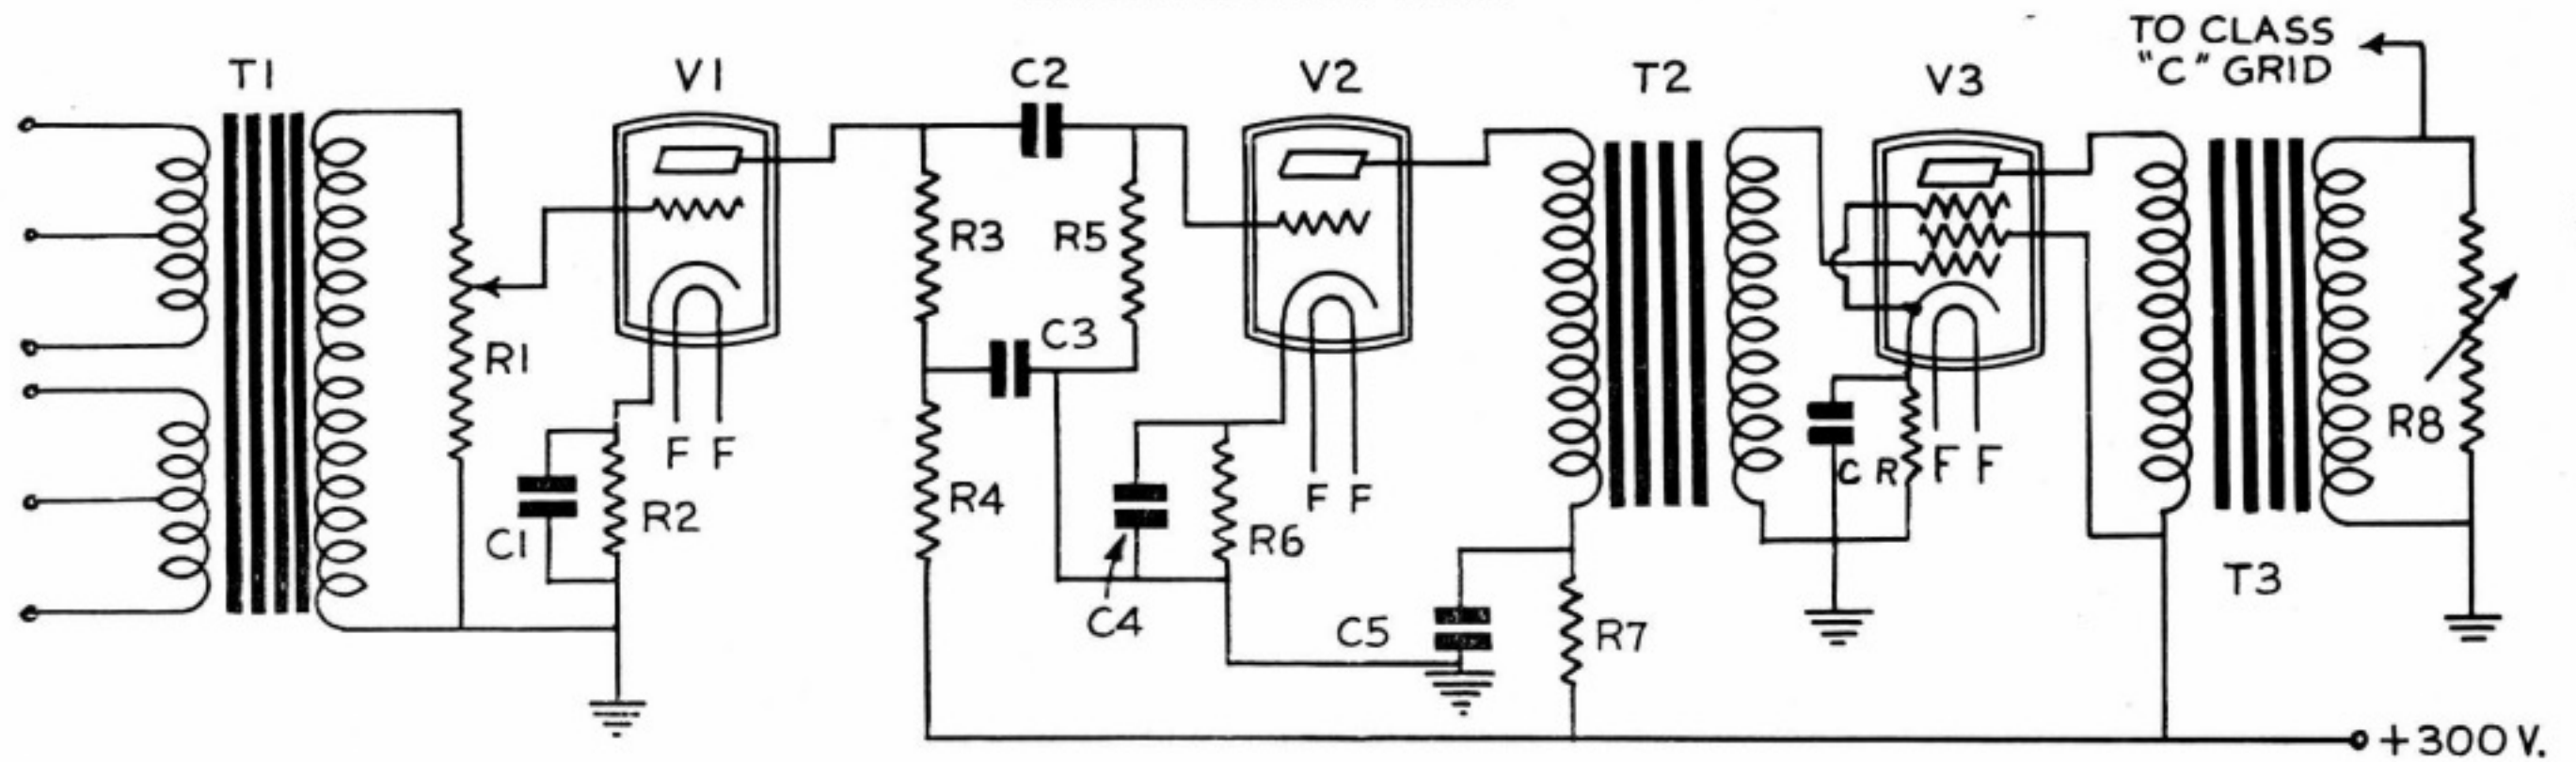 T1
V1
C2
V2
T2
V3
TO CLASS
"C" GRID
R1
R3
R5
C3
F F
C1
R2
R4
C4
R6
F F
C5
R7
C R
F F
R8
T3
+300 V.